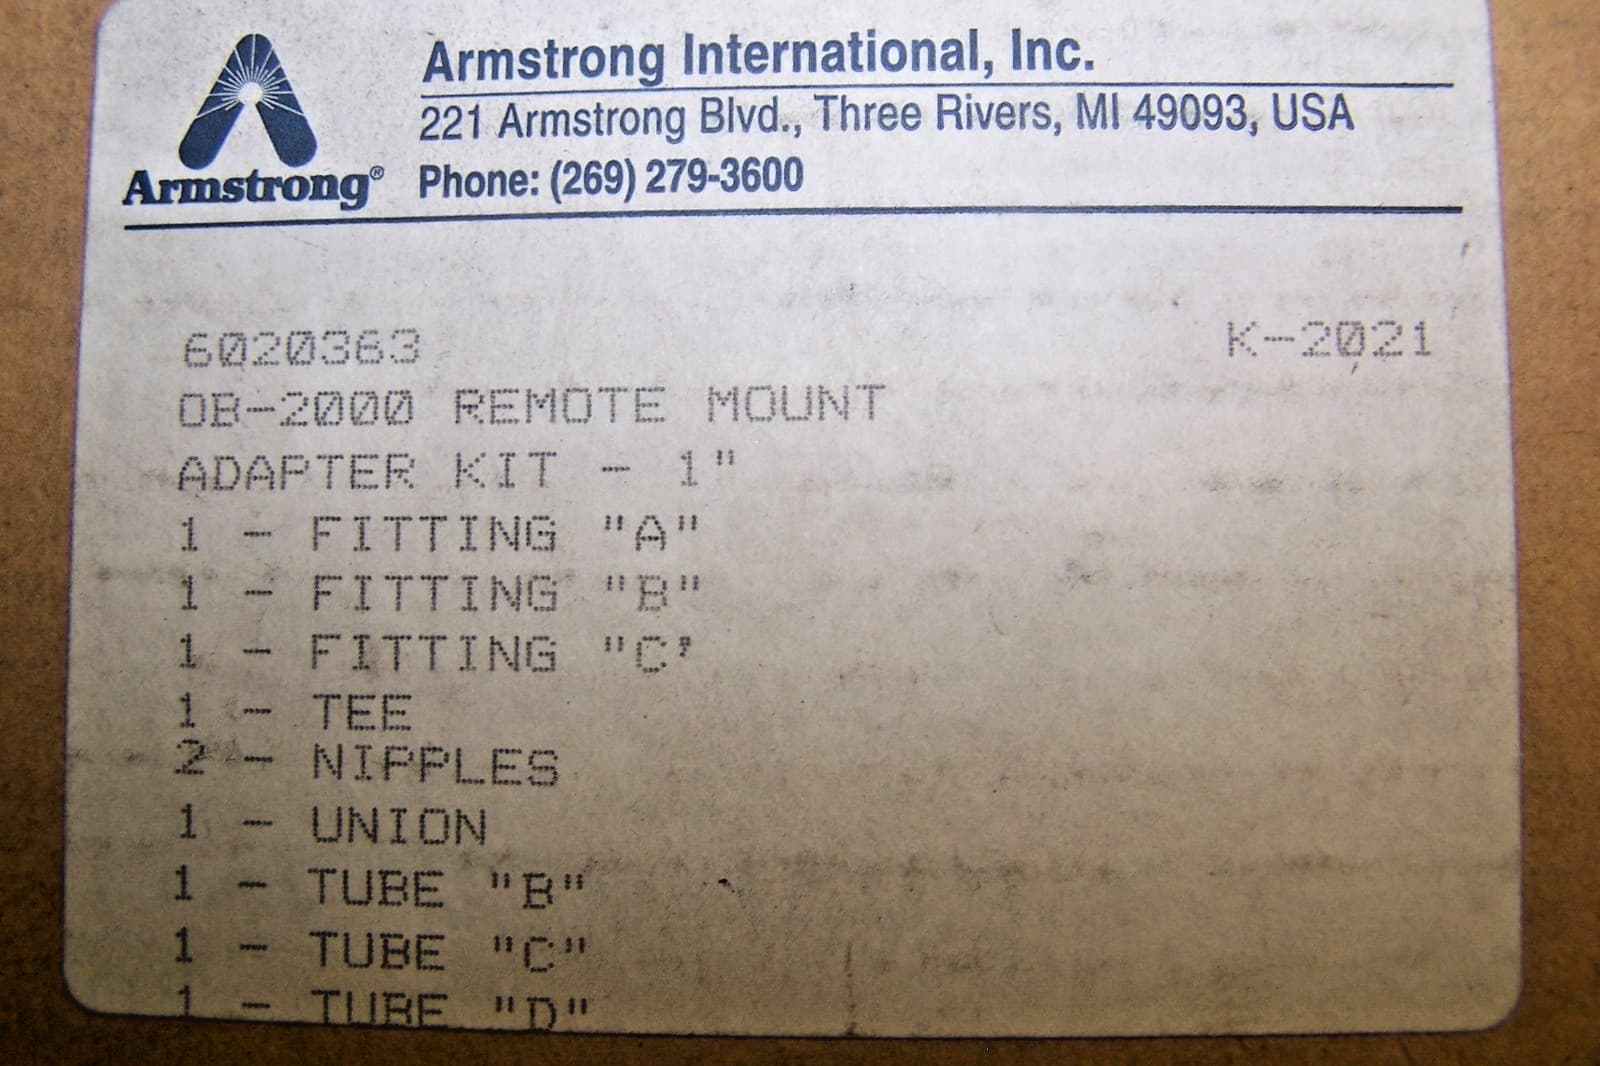 Armstrong International, Inc.
221 Armstrong Blvd., Three Rivers, MI 49093, USA
Armstrong® Phone: (269) 279-3600
6020363 K-2021
OB-2000 REMOTE MOUNT
ADAPTER KIT - 1"
1 - FITTING "A"
1 - FITTING "B"
1 - FITTING "C'
1 - TEE
2 - NIPPLES
1 - UNION
1 - TUBE "B"
1 - TUBE "C"
1 - TUBE "D"